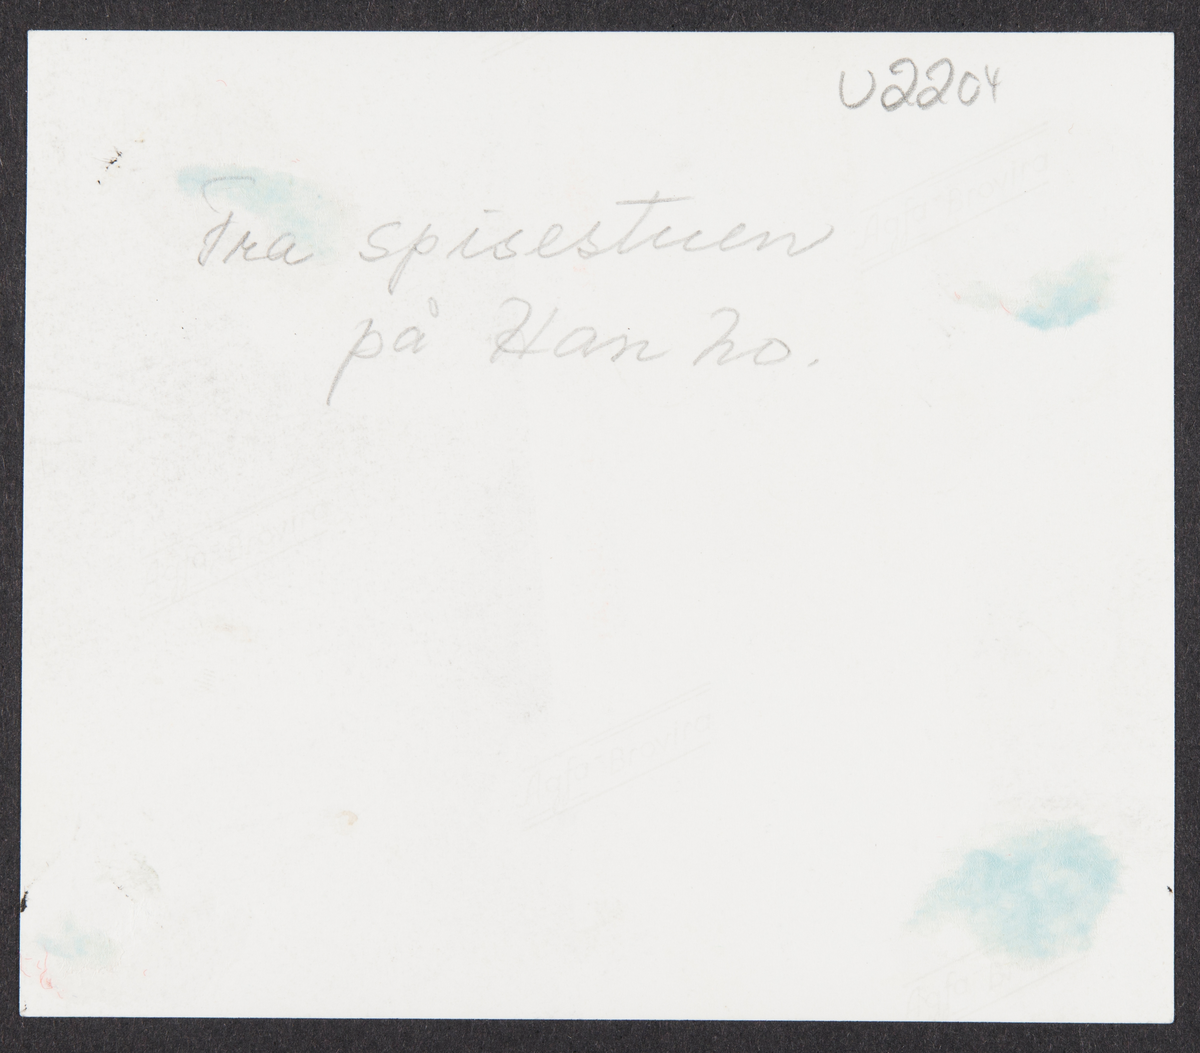 U2204
Fra spisestuen
på Han ho.